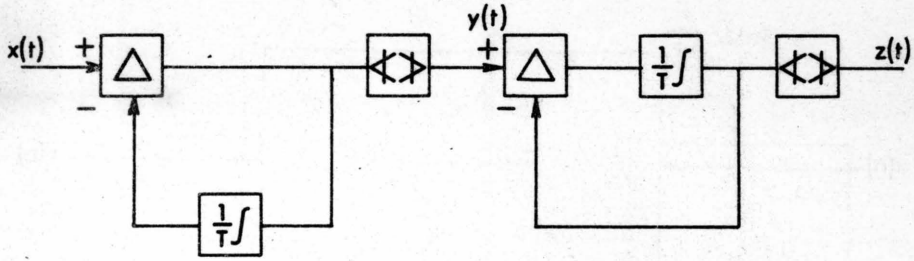 x(t) + − Δ 1/T ∫
y(t) + − Δ 1/T ∫
z(t)